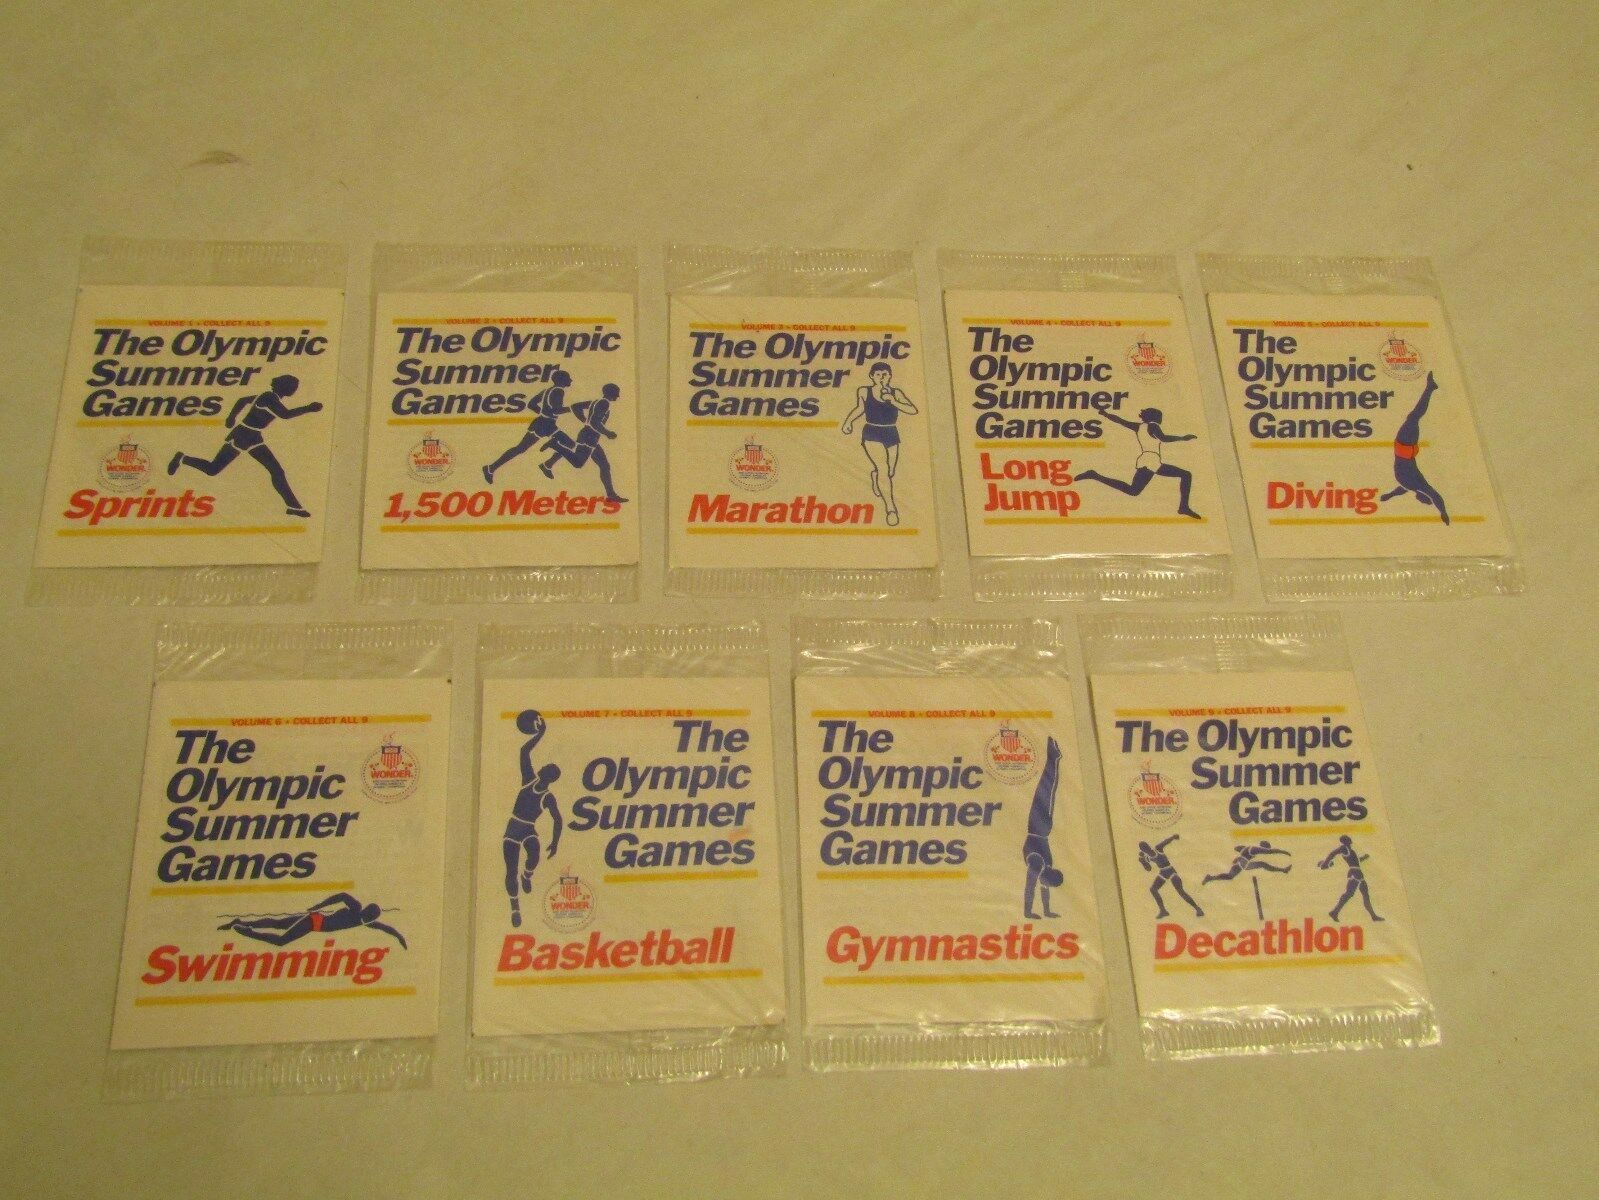 VOLUME 1 • COLLECT ALL 9
The Olympic
Summer
Games
WONDER
Sprints
VOLUME 2 • COLLECT ALL 9
The Olympic
Summer
Games
WONDER
1,500 Meters
VOLUME 3 • COLLECT ALL 9
The Olympic
Summer
Games
WONDER
Marathon
VOLUME 4 • COLLECT ALL 9
The
Olympic
Summer
Games
WONDER
Long
Jump
VOLUME 5 • COLLECT ALL 9
The
Olympic
Summer
Games
WONDER
Diving
VOLUME 6 • COLLECT ALL 9
The
Olympic
Summer
Games
WONDER
Swimming
VOLUME 7 • COLLECT ALL 9
The
Olympic
Summer
Games
WONDER
Basketball
VOLUME 8 • COLLECT ALL 9
The
Olympic
Summer
Games
WONDER
Gymnastics
VOLUME 9 • COLLECT ALL 9
The Olympic
Summer
Games
WONDER
Decathlon